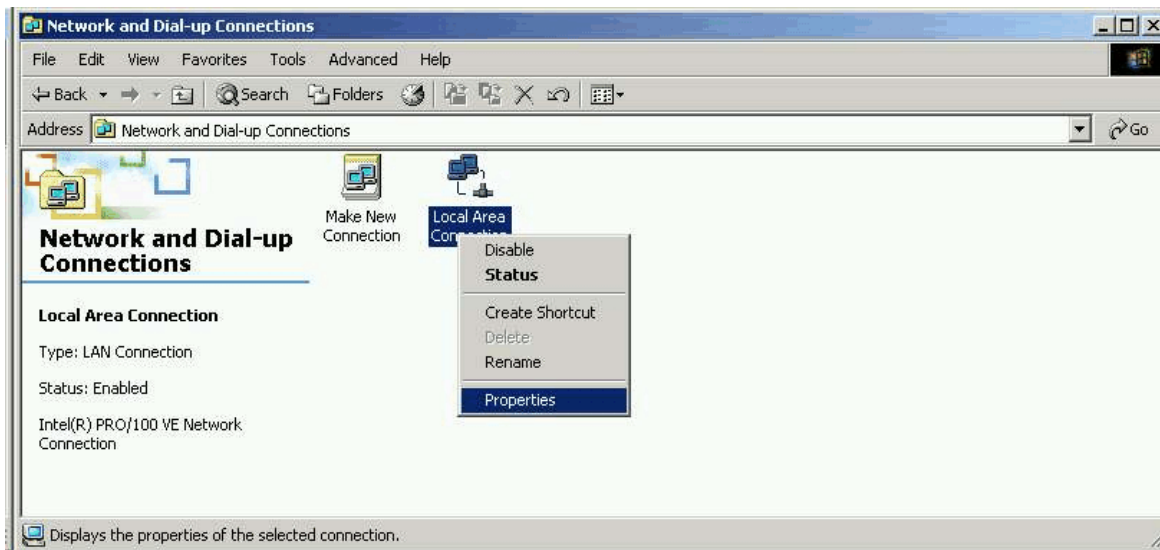 Network and Dial-up Connections
File Edit View Favorites Tools Advanced Help
Back Search Folders
Address Network and Dial-up Connections Go
Make New
Connection
Local Area
Connection
Network and Dial-up
Connections
Local Area Connection
Type: LAN Connection
Status: Enabled
Intel(R) PRO/100 VE Network
Connection
Disable
Status
Create Shortcut
Delete
Rename
Properties
Displays the properties of the selected connection.